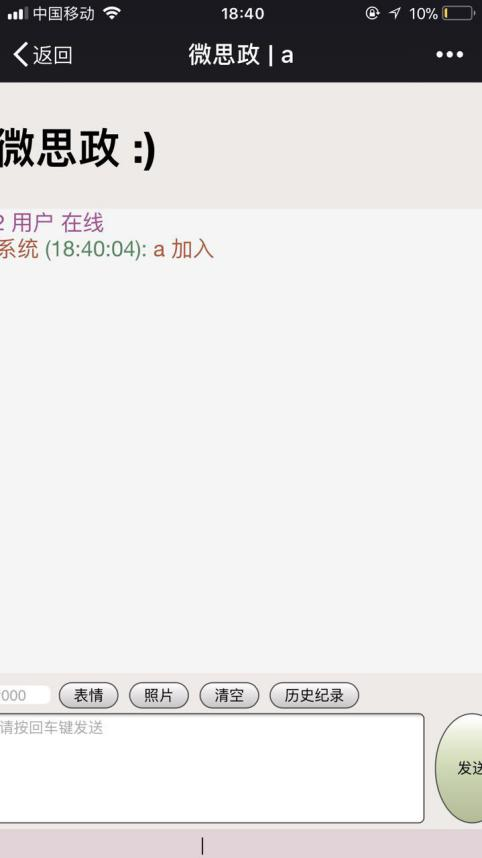 中国移动 18:40 10%
返回 微思政 | a •••
微思政 :)
2 用户 在线
系统 (18:40:04): a 加入
000 表情 照片 清空 历史纪录
请按回车键发送
发送
|